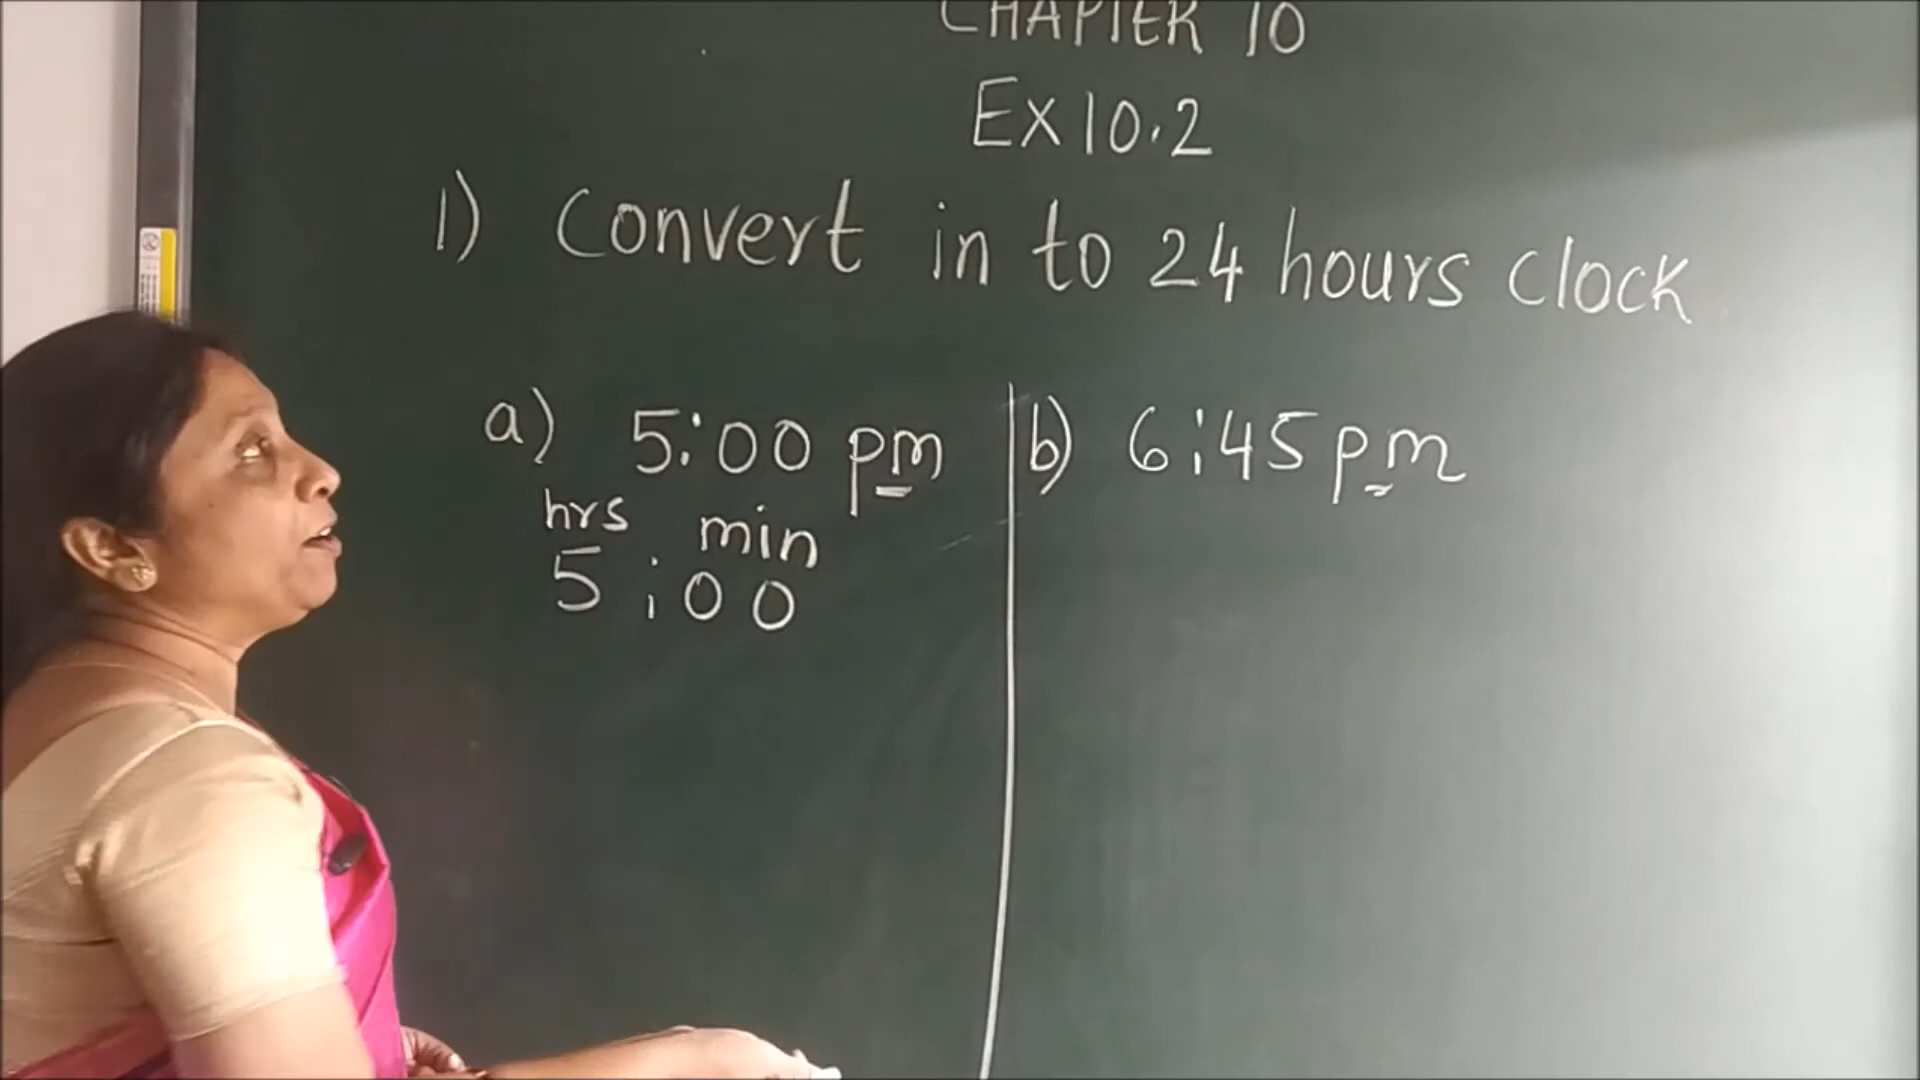 CHAPTER 10
Ex 10.2
1) Convert in to 24 hours clock
a) 5:00 pm
hrs min
5 : 00
b) 6:45 pm